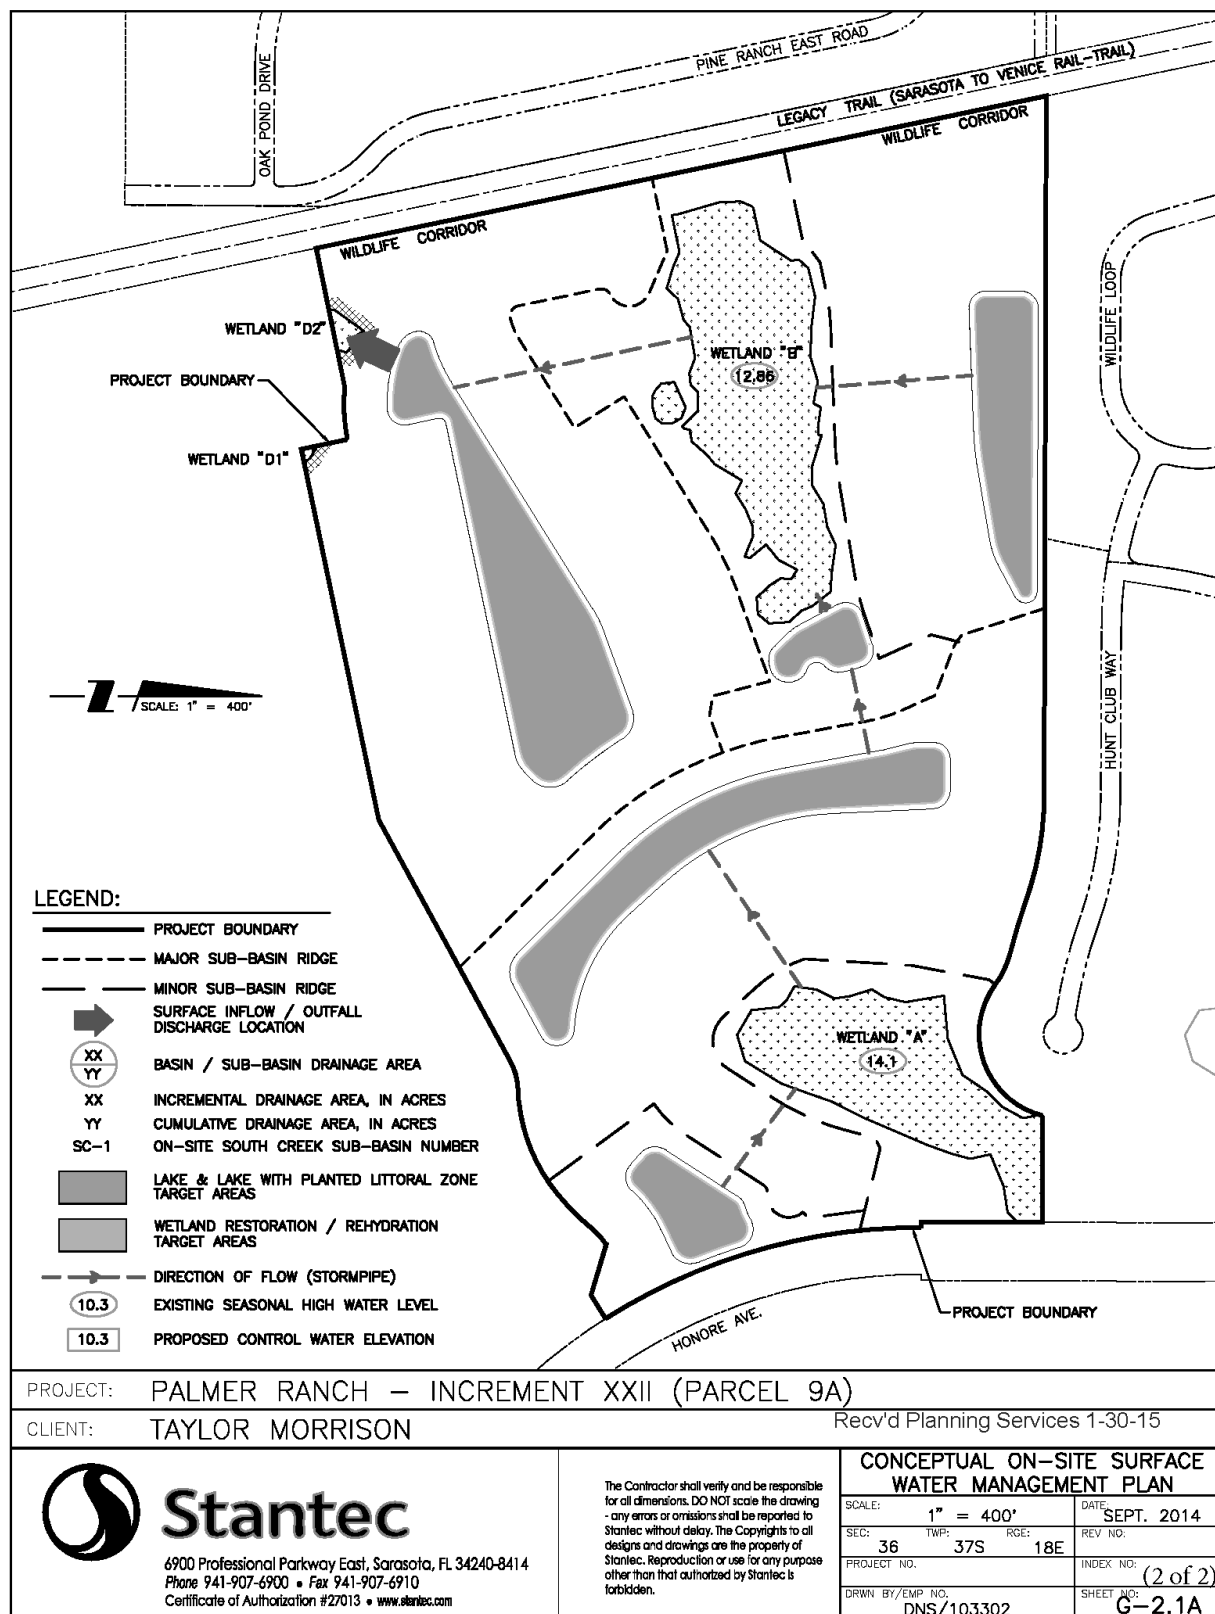 PINE RANCH EAST ROAD
OAK POND DRIVE
LEGACY TRAIL (SARASOTA TO VENICE RAIL-TRAIL)
WILDLIFE CORRIDOR
WILDLIFE CORRIDOR
WILDLIFE LOOP
WETLAND "D2"
WETLAND "B"
12.86
PROJECT BOUNDARY
WETLAND "D1"
HUNT CLUB WAY
SCALE: 1" = 400'
WETLAND "A"
14.1
PROJECT BOUNDARY
HONORE AVE.
LEGEND:
PROJECT BOUNDARY
MAJOR SUB-BASIN RIDGE
MINOR SUB-BASIN RIDGE
SURFACE INFLOW / OUTFALL
DISCHARGE LOCATION
XX
YY
BASIN / SUB-BASIN DRAINAGE AREA
XX INCREMENTAL DRAINAGE AREA, IN ACRES
YY CUMULATIVE DRAINAGE AREA, IN ACRES
SC-1 ON-SITE SOUTH CREEK SUB-BASIN NUMBER
LAKE & LAKE WITH PLANTED LITTORAL ZONE
TARGET AREAS
WETLAND RESTORATION / REHYDRATION
TARGET AREAS
DIRECTION OF FLOW (STORMPIPE)
10.3 EXISTING SEASONAL HIGH WATER LEVEL
10.3 PROPOSED CONTROL WATER ELEVATION
PROJECT: PALMER RANCH - INCREMENT XXII (PARCEL 9A)
CLIENT: TAYLOR MORRISON
Recv'd Planning Services 1-30-15
Stantec
6900 Professional Parkway East, Sarasota, FL 34240-8414
Phone 941-907-6900 • Fax 941-907-6910
Certificate of Authorization #27013 • www.stantec.com
The Contractor shall verify and be responsible
for all dimensions. DO NOT scale the drawing
- any errors or omissions shall be reported to
Stantec without delay. The Copyrights to all
designs and drawings are the property of
Stantec. Reproduction or use for any purpose
other than that authorized by Stantec is
forbidden.
CONCEPTUAL ON-SITE SURFACE
WATER MANAGEMENT PLAN
SCALE: 1" = 400'
DATE: SEPT. 2014
SEC: 36 TWP: 37S RGE: 18E
REV NO:
PROJECT NO.
INDEX NO: (2 of 2)
DRWN BY/EMP NO. DNS/103302
SHEET NO: G-2.1A